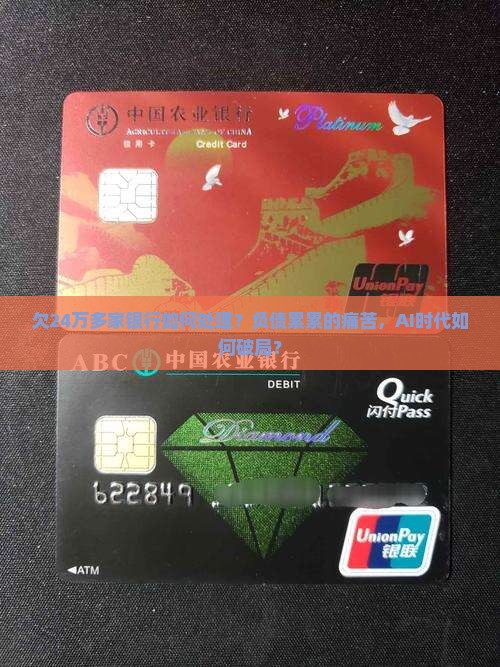 中国农业银行
AGRICULTURAL BANK OF CHINA
信用卡 Credit Card
Platinum
UnionPay
欠24万多家银行如何处理？负债累累的痛苦，AI时代如
何破局？
ABC 中国农业银行
DEBIT
Quick
闪付Pass
Diamond
622849
UnionPay
银联
◀ATM